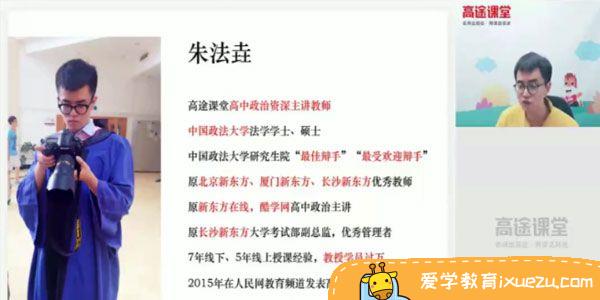 朱法垚
高途课堂高中政治资深主讲教师
中国政法大学法学学士、硕士
中国政法大学研究生院“最佳辩手”“最受欢迎辩手”
原北京新东方、厦门新东方、长沙新东方优秀教师
原新东方在线，酷学网高中政治主讲
原长沙新东方大学考试部副总监，优秀管理者
7年线下，5年线上授课经验，教授学员过万
2015年在人民网教育频道发表
高途课堂
高途课堂
爱学教育ixuezu.com